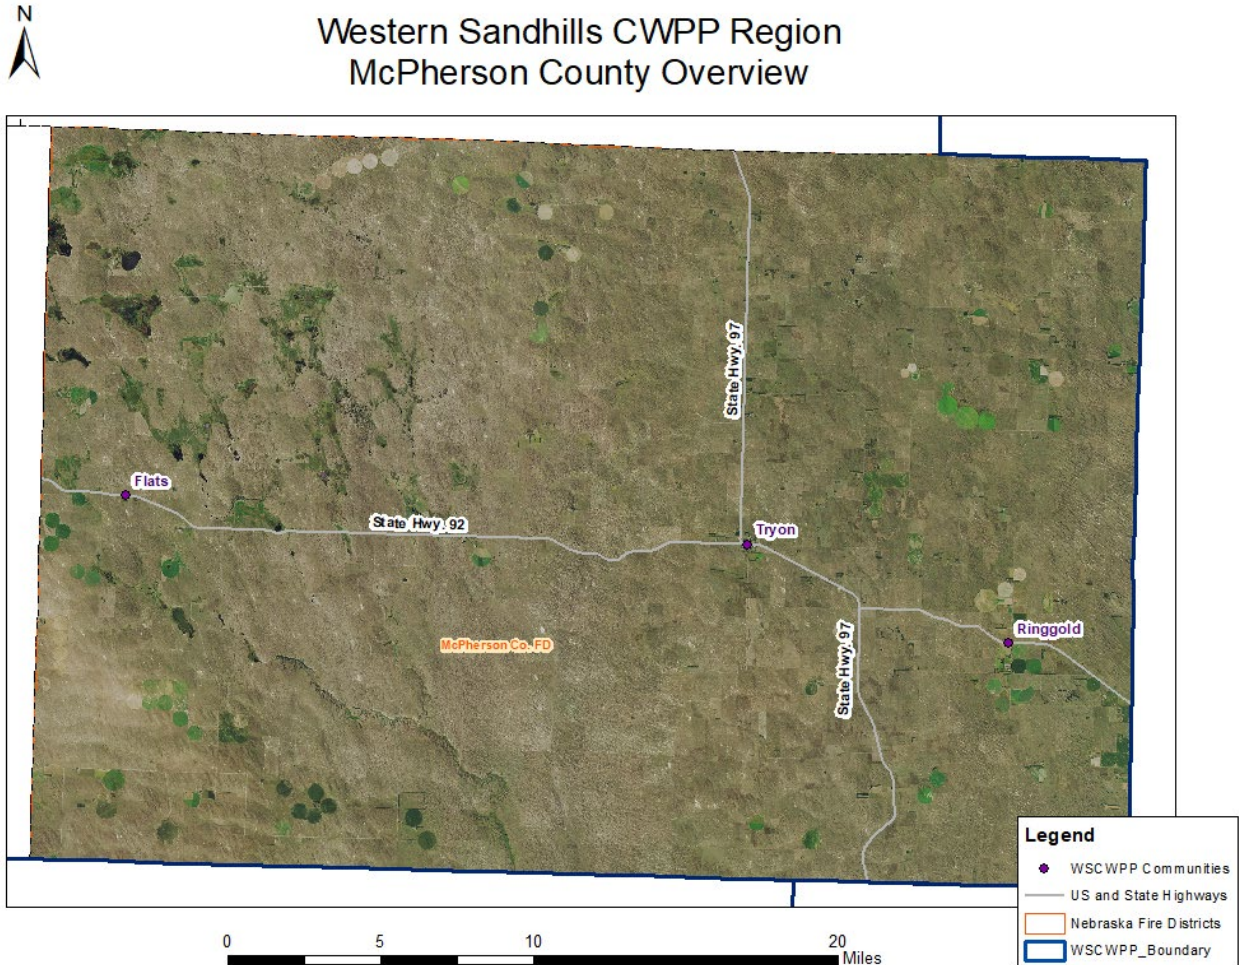 N
Western Sandhills CWPP Region
McPherson County Overview
State Hwy. 97
Flats
State Hwy. 92
Tryon
Ringgold
McPherson Co. FD
State Hwy. 97
Legend
WSCWPP Communities
US and State Highways
Nebraska Fire Districts
WSCWPP_Boundary
0 5 10 20
Miles